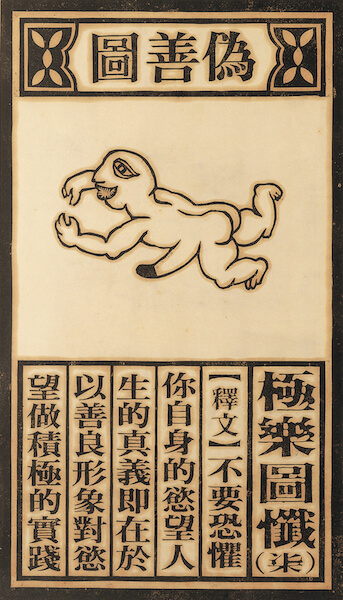 偽善圖
極樂圖懺(柒)
【釋文】不要恐懼
你自身的慾望人
生的真義即在於
以善良形象對慾
望做積極的實踐